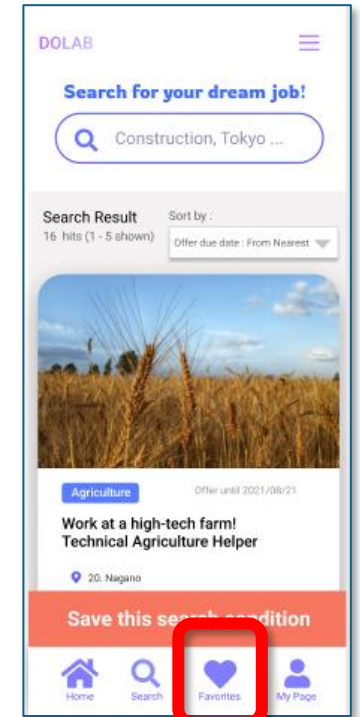 DOLAB
Search for your dream job!
Construction, Tokyo ...
Search Result
Sort by :
16 hits (1 - 5 shown)
Offer due date : From Nearest
Agriculture
Offer until 2021/08/21
Work at a high-tech farm!
Technical Agriculture Helper
20. Nagano
Save this search condition
Home
Search
Favorites
My Page